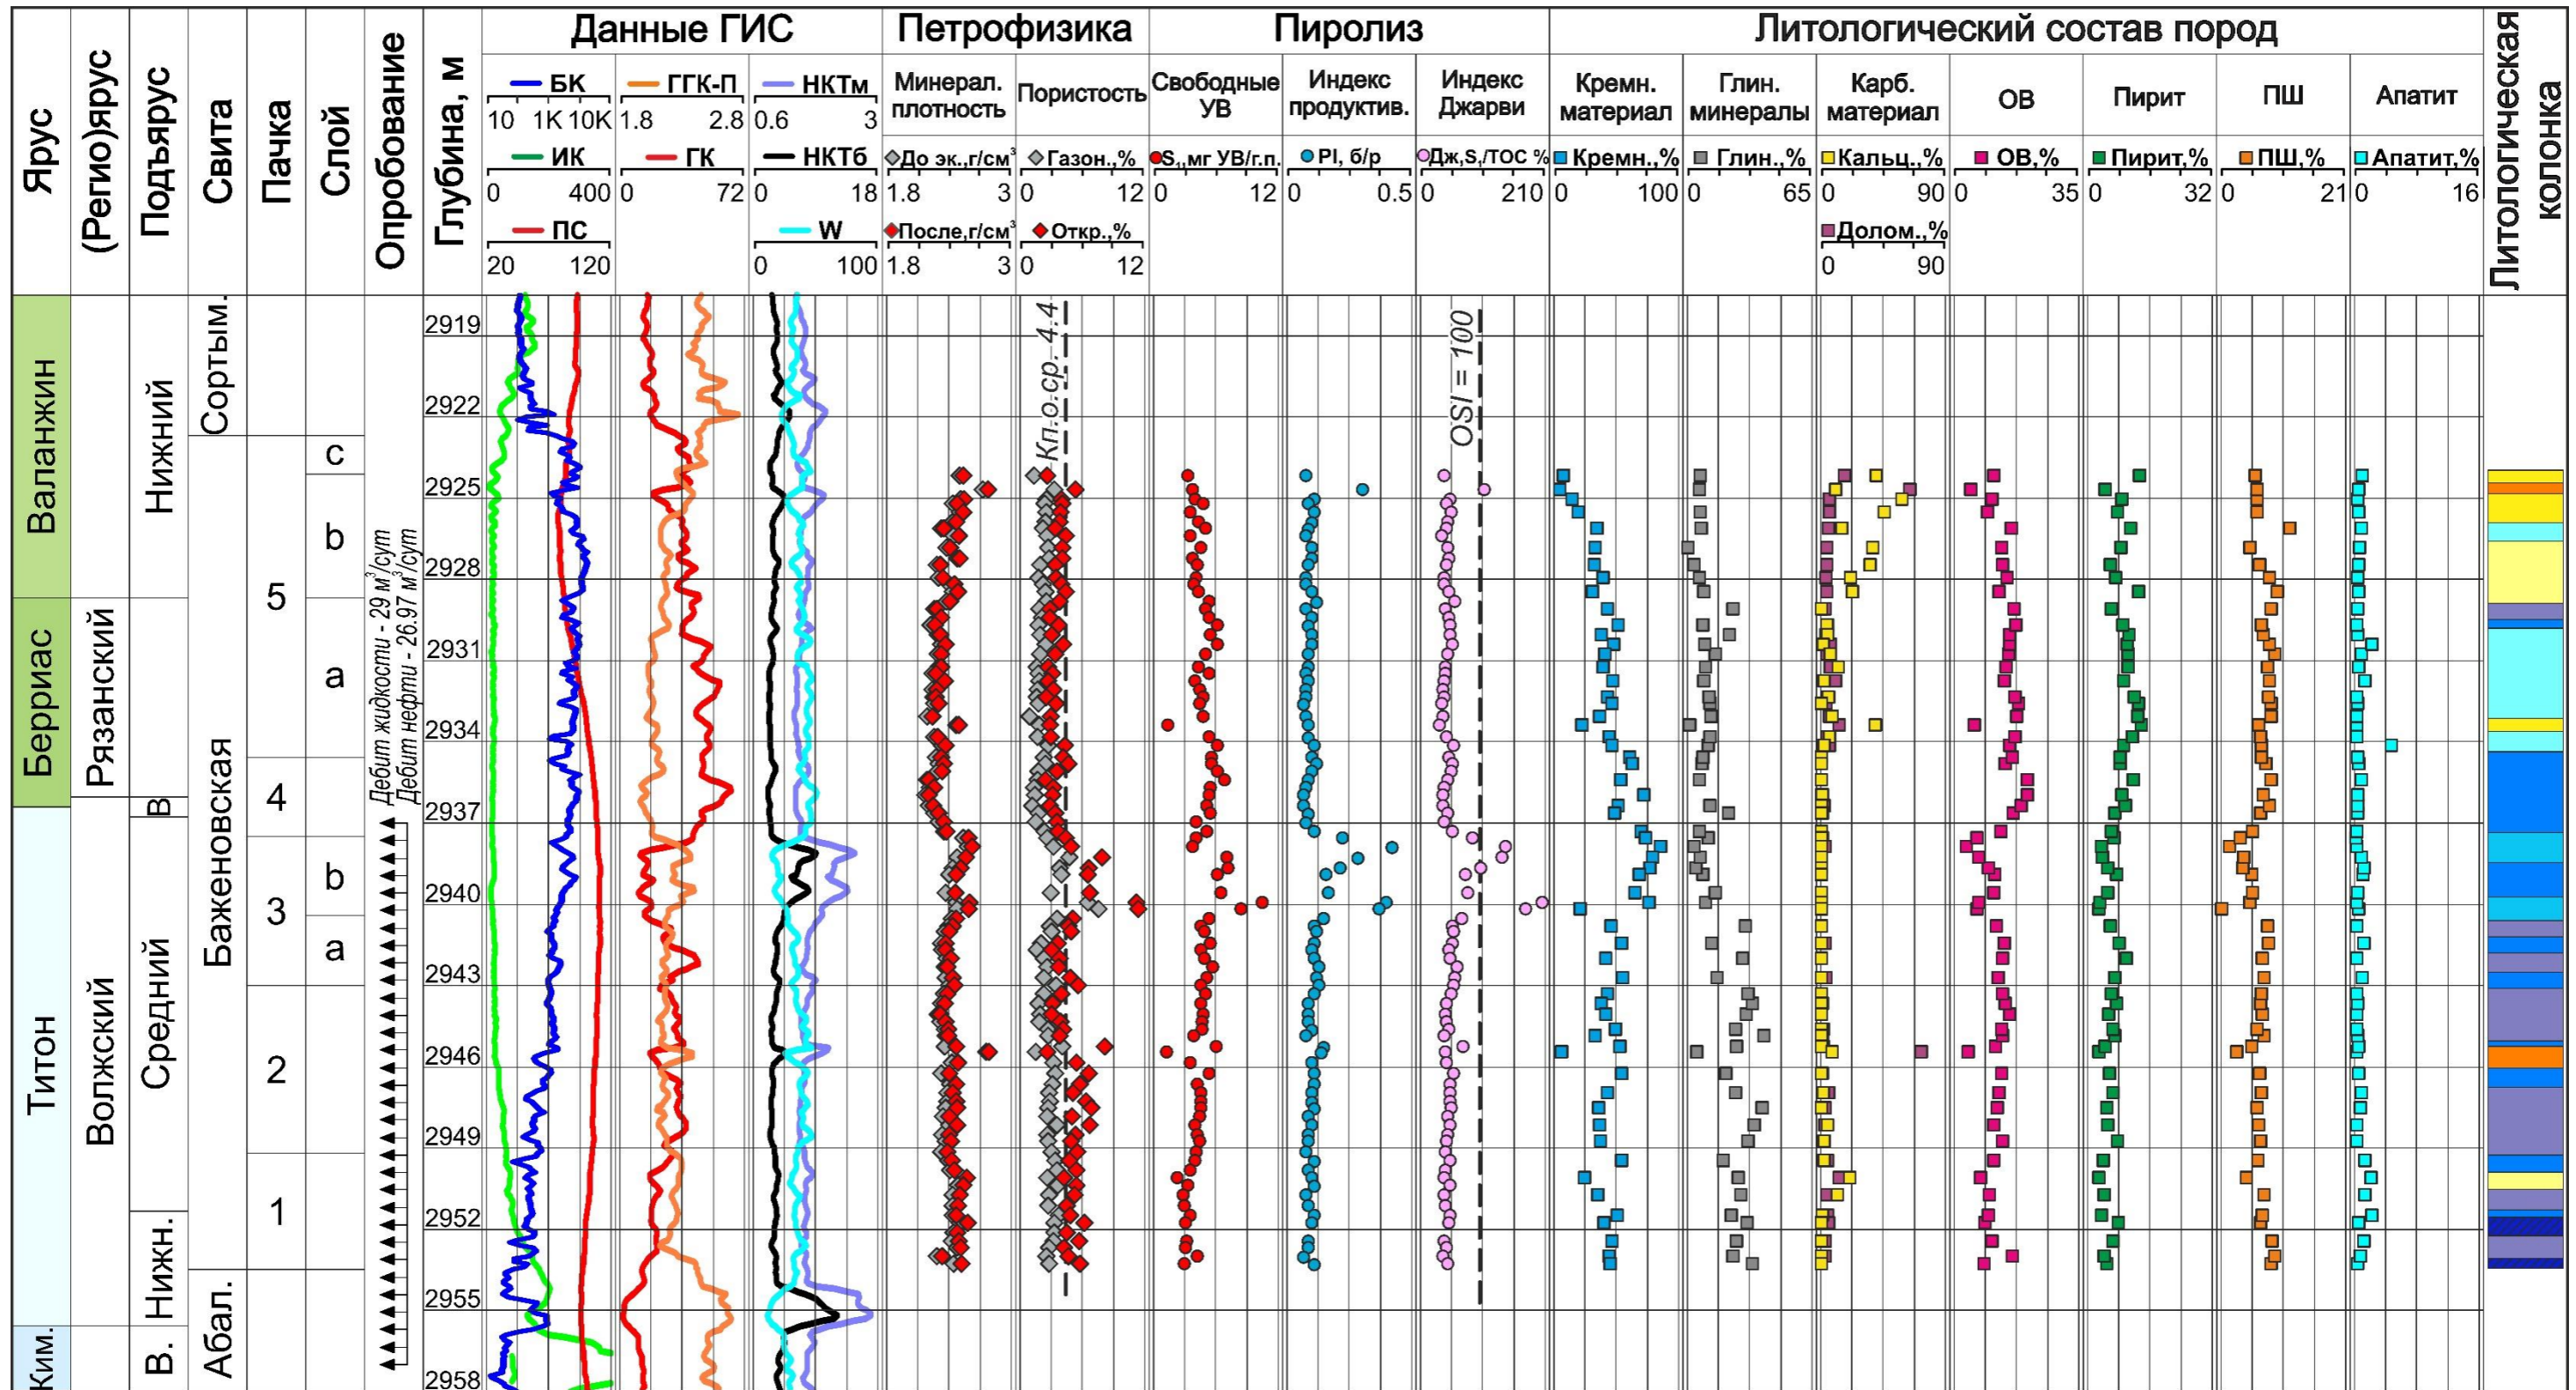 Ярус
(Регио)ярус
Подъярус
Свита
Пачка
Слой
Опробование
Глубина, м
Данные ГИС
Петрофизика
Пиролиз
Литологический состав пород
Литологическая
колонка
БК
10 1K 10K
ИК
0 400
ПС
20 120
ГГК-П
1.8 2.8
ГК
0 72
НКТм
0.6 3
НКТб
0 18
W
0 100
Минерал.
плотность
До эк.,г/см³
1.8 3
После,г/см³
1.8 3
Пористость
Газон.,%
0 12
Откр.,%
0 12
Свободные
УВ
S₁,мг УВ/г.п.
0 12
Индекс
продуктив.
PI, б/р
0 0.5
Индекс
Джарви
Дж,S₁/TOC %
0 210
Кремн.
материал
Кремн.,%
0 100
Глин.
минералы
Глин.,%
0 65
Карб.
материал
Кальц.,%
0 90
Долом.,%
0 90
ОВ
ОВ,%
0 35
Пирит
Пирит,%
0 32
ПШ
ПШ,%
0 21
Апатит
Апатит,%
0 16
Валанжин
Берриас
Титон
Ким.
Рязанский
Волжский
Нижний
В
Средний
Нижн.
В.
Сортым.
Баженовская
Абал.
5
4
3
2
1
c
b
a
b
a
Дебит жидкости - 29 м³/сут
Дебит нефти - 26.97 м³/сут
2919
2922
2925
2928
2931
2934
2937
2940
2943
2946
2949
2952
2955
2958
Кп.о.ср. 4.4
OSI = 100